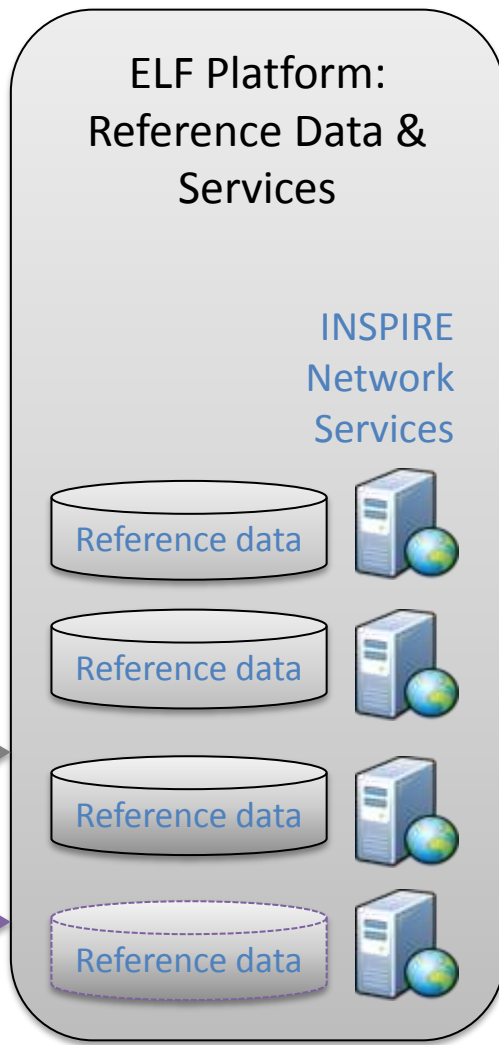 ELF Platform:
Reference Data &
Services
INSPIRE
Network
Services
Reference data
Reference data
Reference data
Reference data